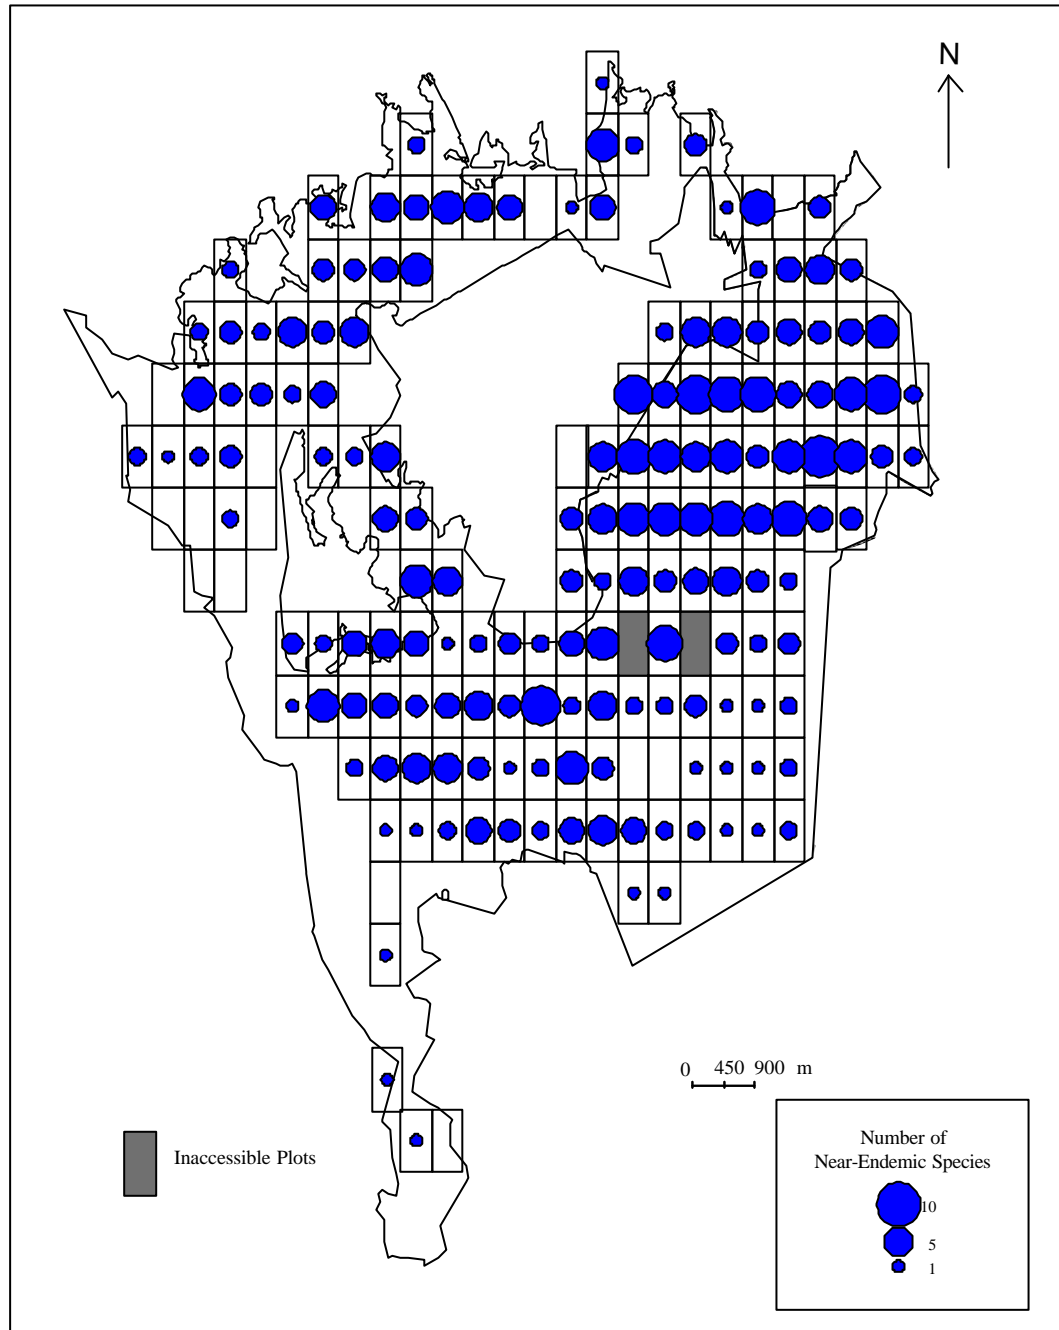 N
0 450 900 m
Inaccessible Plots
Number of
Near-Endemic Species
10
5
1